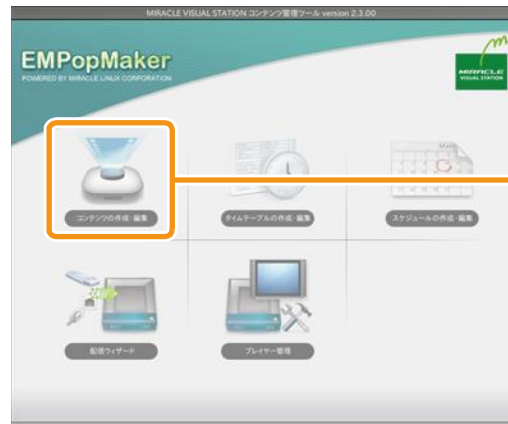 MIRACLE VISUAL STATION コンテンツ管理ツール version 2.3.00
EMPopMaker
POWERED BY MIRACLE LINUX CORPORATION
MIRACLE
VISUAL STATION
コンテンツの作成・編集
タイムテーブルの作成・編集
スケジュールの作成・編集
配信ウィザード
プレイヤー管理